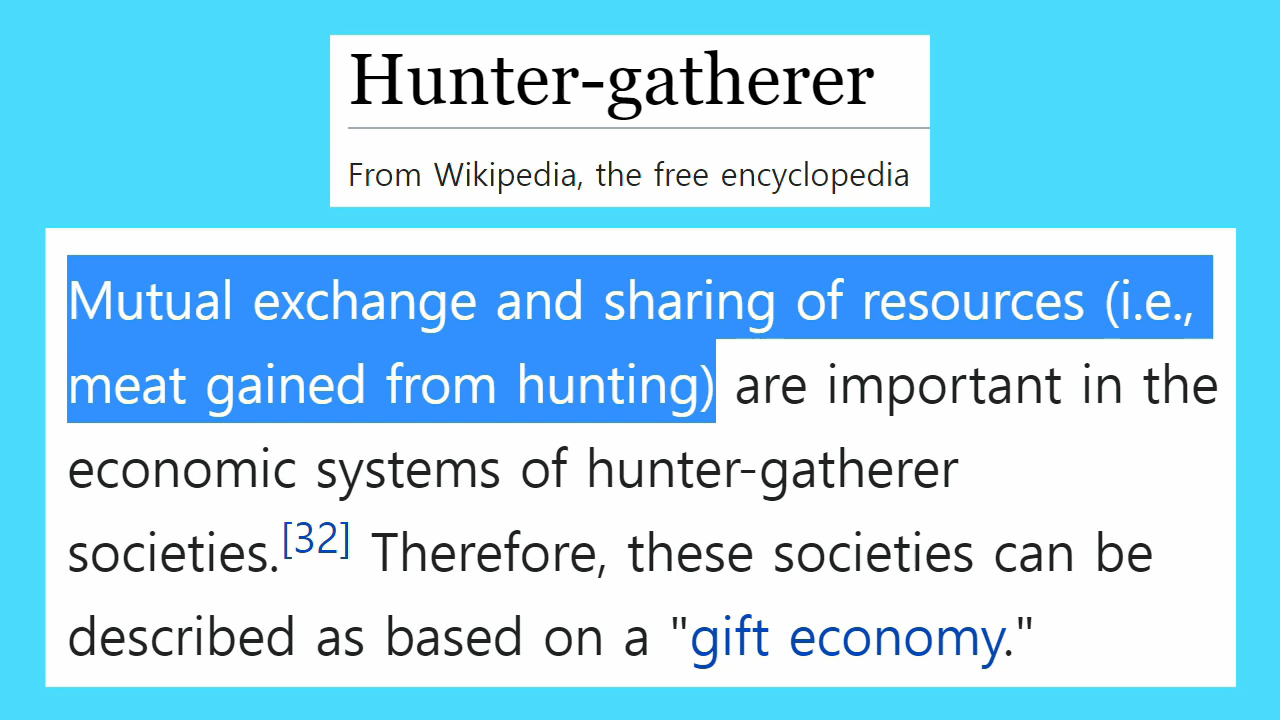 Hunter-gatherer
From Wikipedia, the free encyclopedia
Mutual exchange and sharing of resources (i.e.,
meat gained from hunting) are important in the
economic systems of hunter-gatherer
societies.[32] Therefore, these societies can be
described as based on a "gift economy."